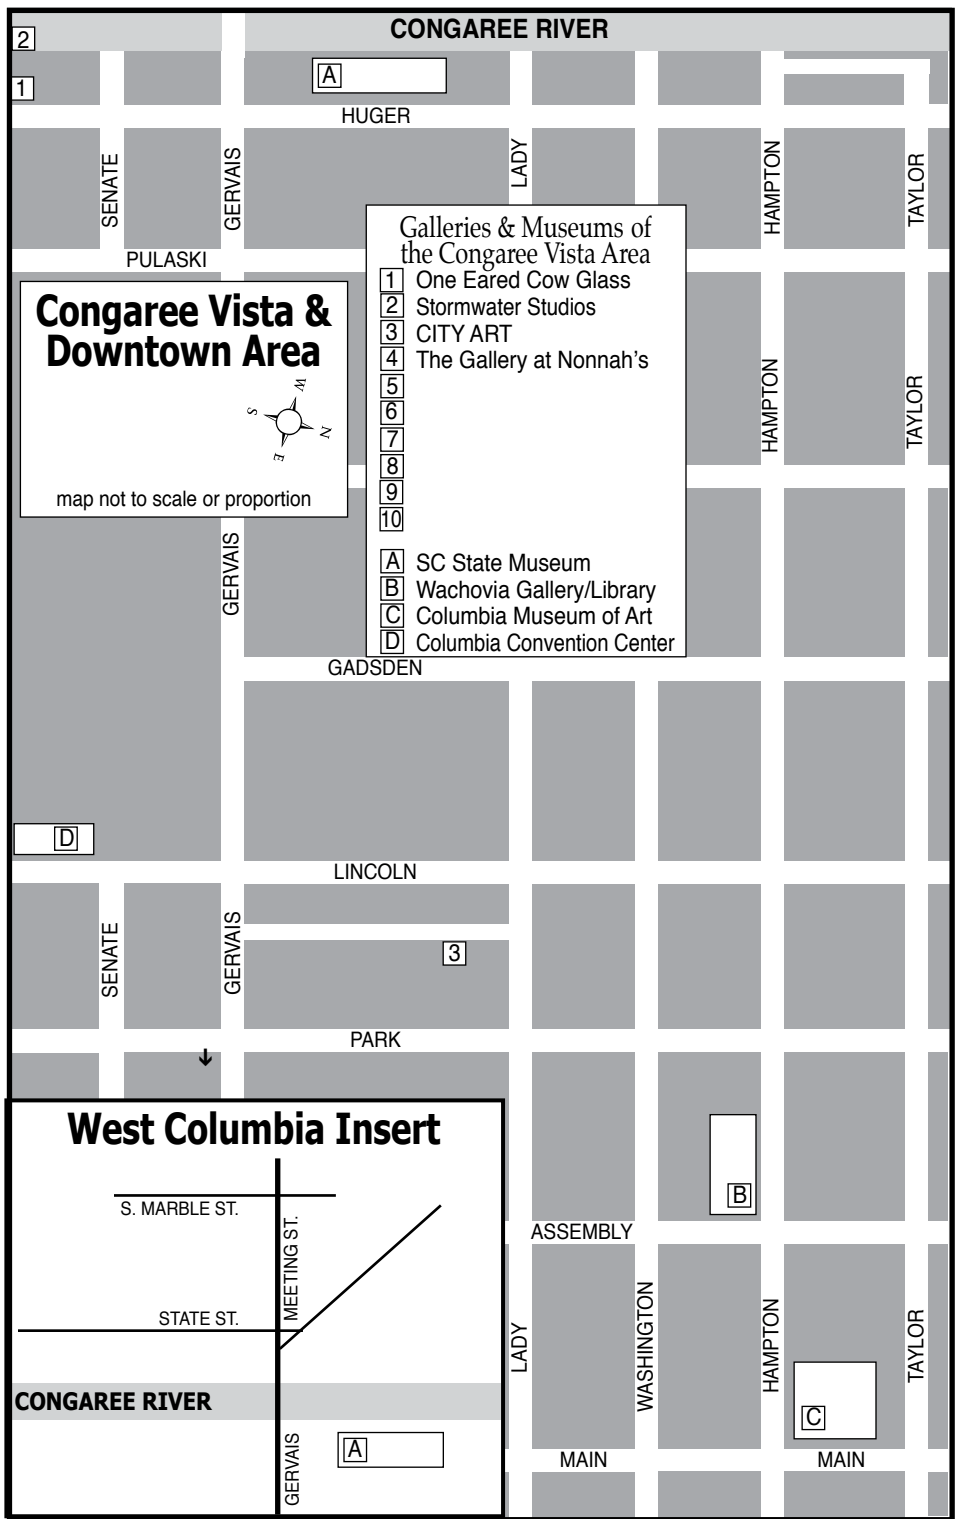 CONGAREE RIVER
2
1
A
HUGER
SENATE
GERVAIS
LADY
HAMPTON
TAYLOR
PULASKI
Galleries & Museums of
the Congaree Vista Area
1 One Eared Cow Glass
2 Stormwater Studios
3 CITY ART
4 The Gallery at Nonnah's
5
6
7
8
9
10
A SC State Museum
B Wachovia Gallery/Library
C Columbia Museum of Art
D Columbia Convention Center
Congaree Vista &
Downtown Area
W
S
N
E
map not to scale or proportion
HAMPTON
TAYLOR
GERVAIS
GADSDEN
D
LINCOLN
SENATE
GERVAIS
3
PARK
West Columbia Insert
S. MARBLE ST.
MEETING ST.
STATE ST.
CONGAREE RIVER
GERVAIS
A
B
ASSEMBLY
LADY
WASHINGTON
HAMPTON
TAYLOR
C
MAIN
MAIN